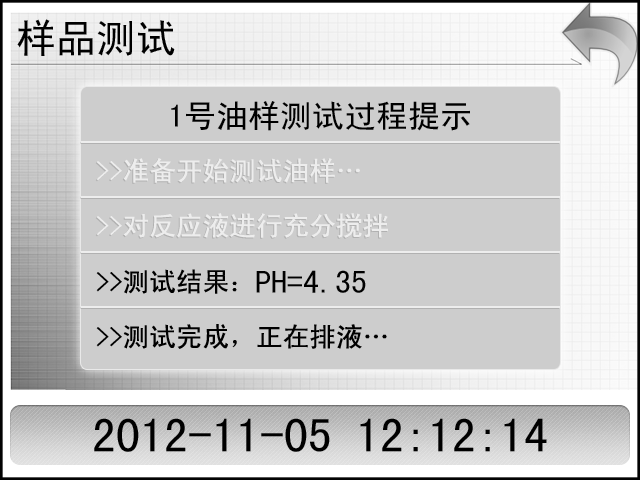 样品测试
1号油样测试过程提示
>>准备开始测试油样…
>>对反应液进行充分搅拌
>>测试结果：PH=4.35
>>测试完成，正在排液…
2012-11-05 12:12:14